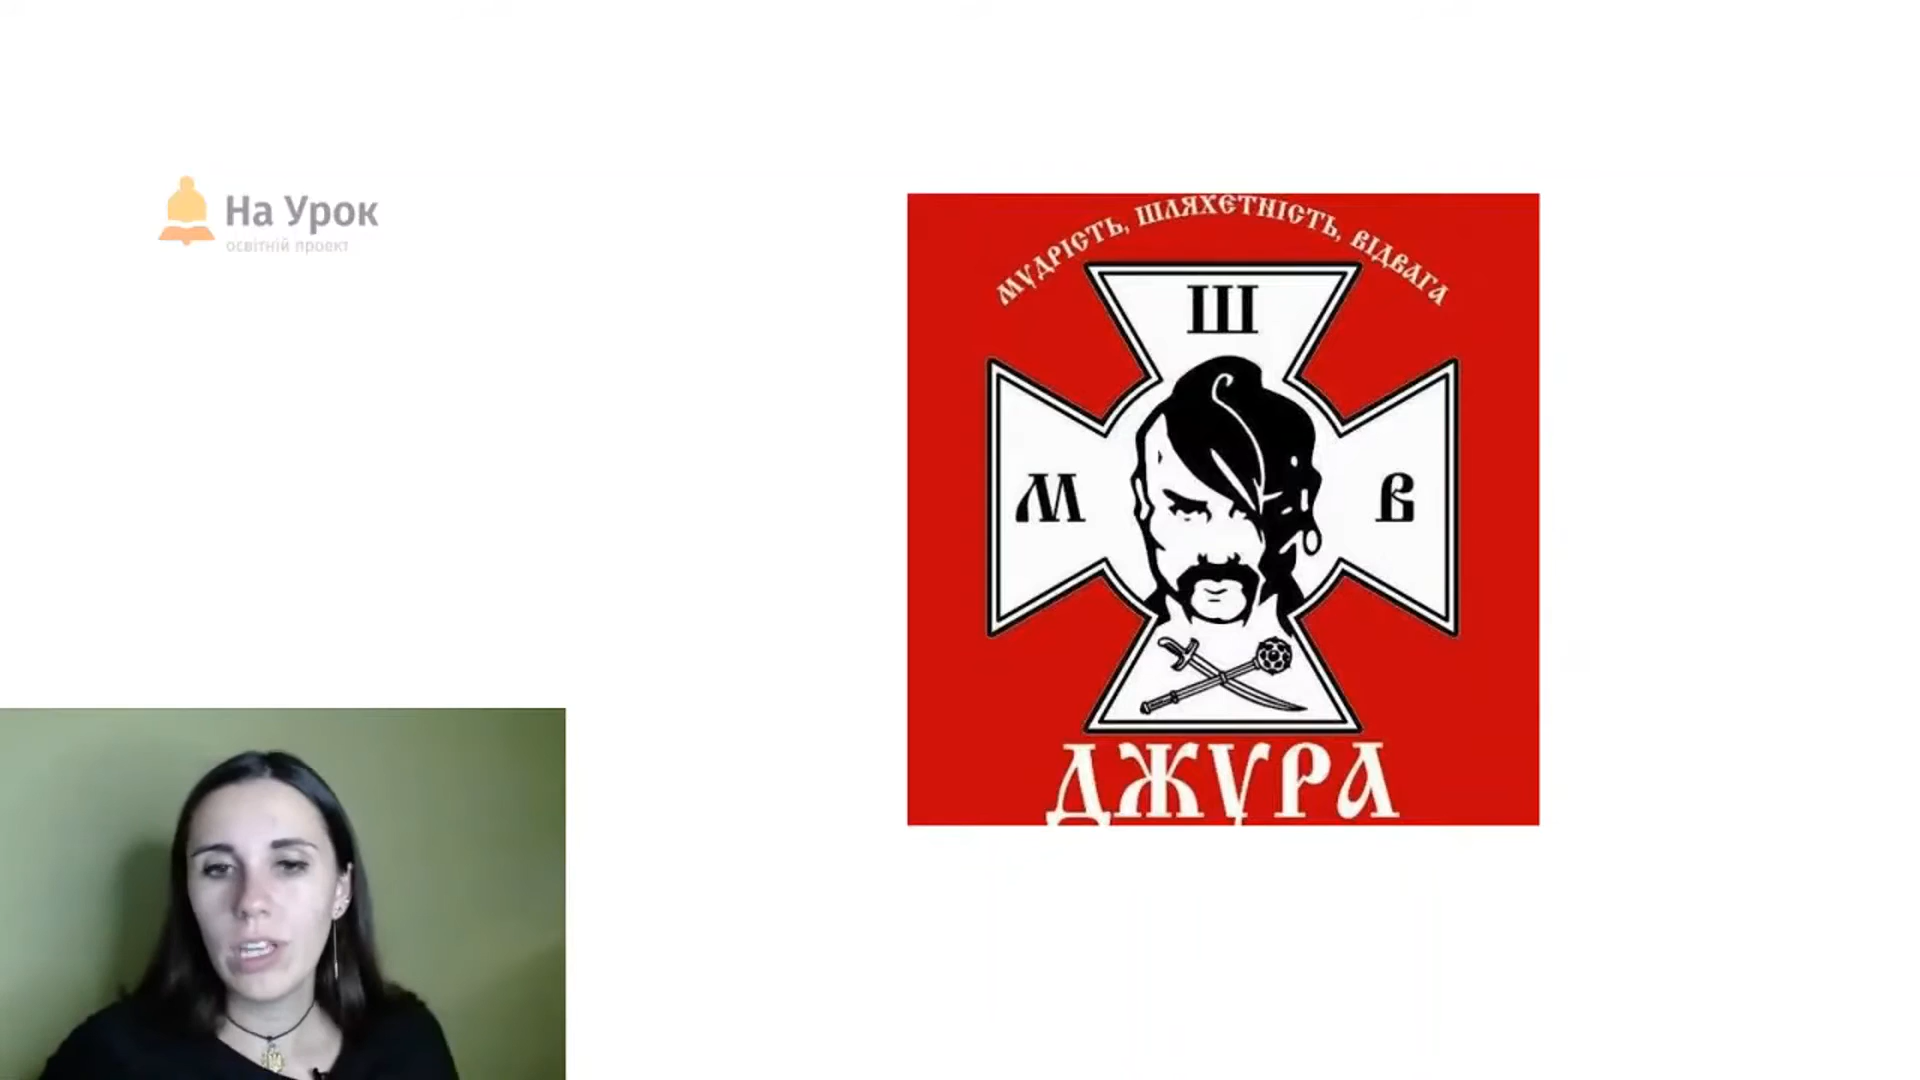 На Урок
освітній проект
МУДРІСТЬ, ШЛЯХЕТНІСТЬ, ВІДВАГА
Ш
М
В
ДЖУРА